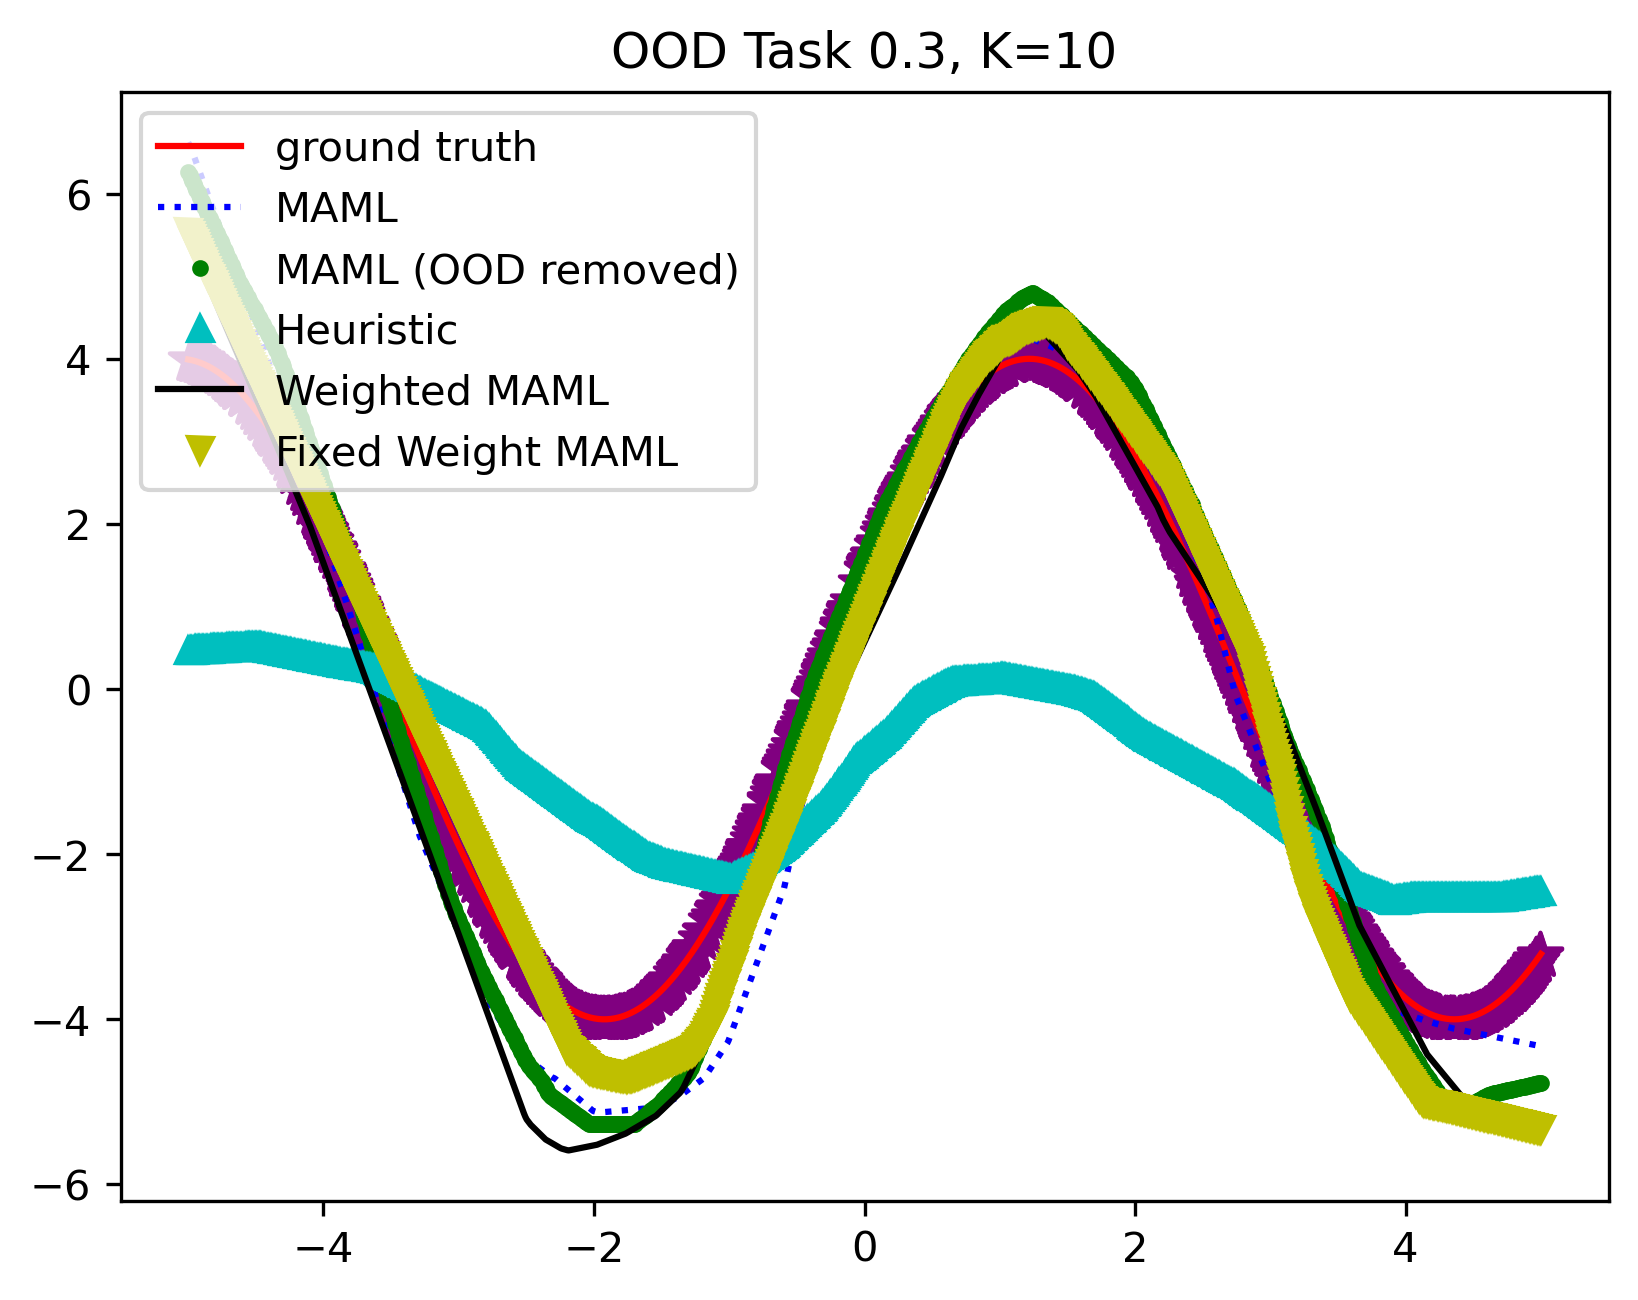 OOD Task 0.3, K=10
ground truth
MAML
MAML (OOD removed)
Heuristic
Weighted MAML
Fixed Weight MAML
6
4
2
0
−2
−4
−6
−4 −2 0 2 4